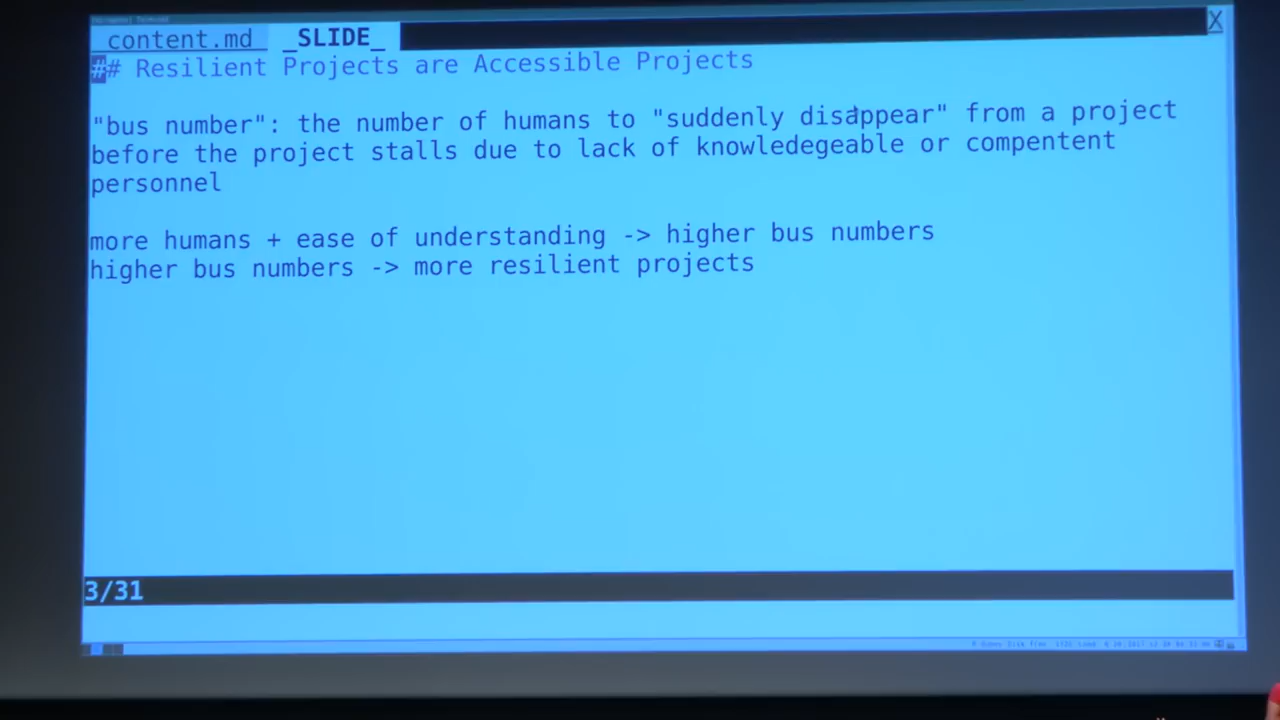 content.md _SLIDE_ X
## Resilient Projects are Accessible Projects
"bus number": the number of humans to "suddenly disappear" from a project
before the project stalls due to lack of knowledegeable or compentent
personnel
more humans + ease of understanding -> higher bus numbers
higher bus numbers -> more resilient projects
3/31